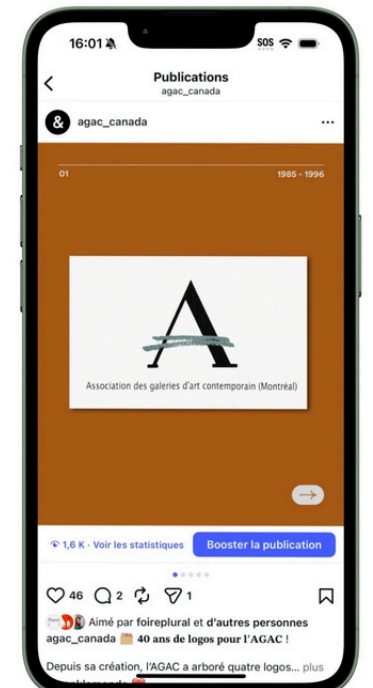 16:01
SOS
Publications
agac_canada
& agac_canada
01 1985 - 1996
A
Association des galeries d'art contemporain (Montréal)
1,6 K · Voir les statistiques Booster la publication
46 2 1
Aimé par foireplural et d'autres personnes
agac_canada 40 ans de logos pour l'AGAC !
Depuis sa création, l'AGAC a arboré quatre logos... plus